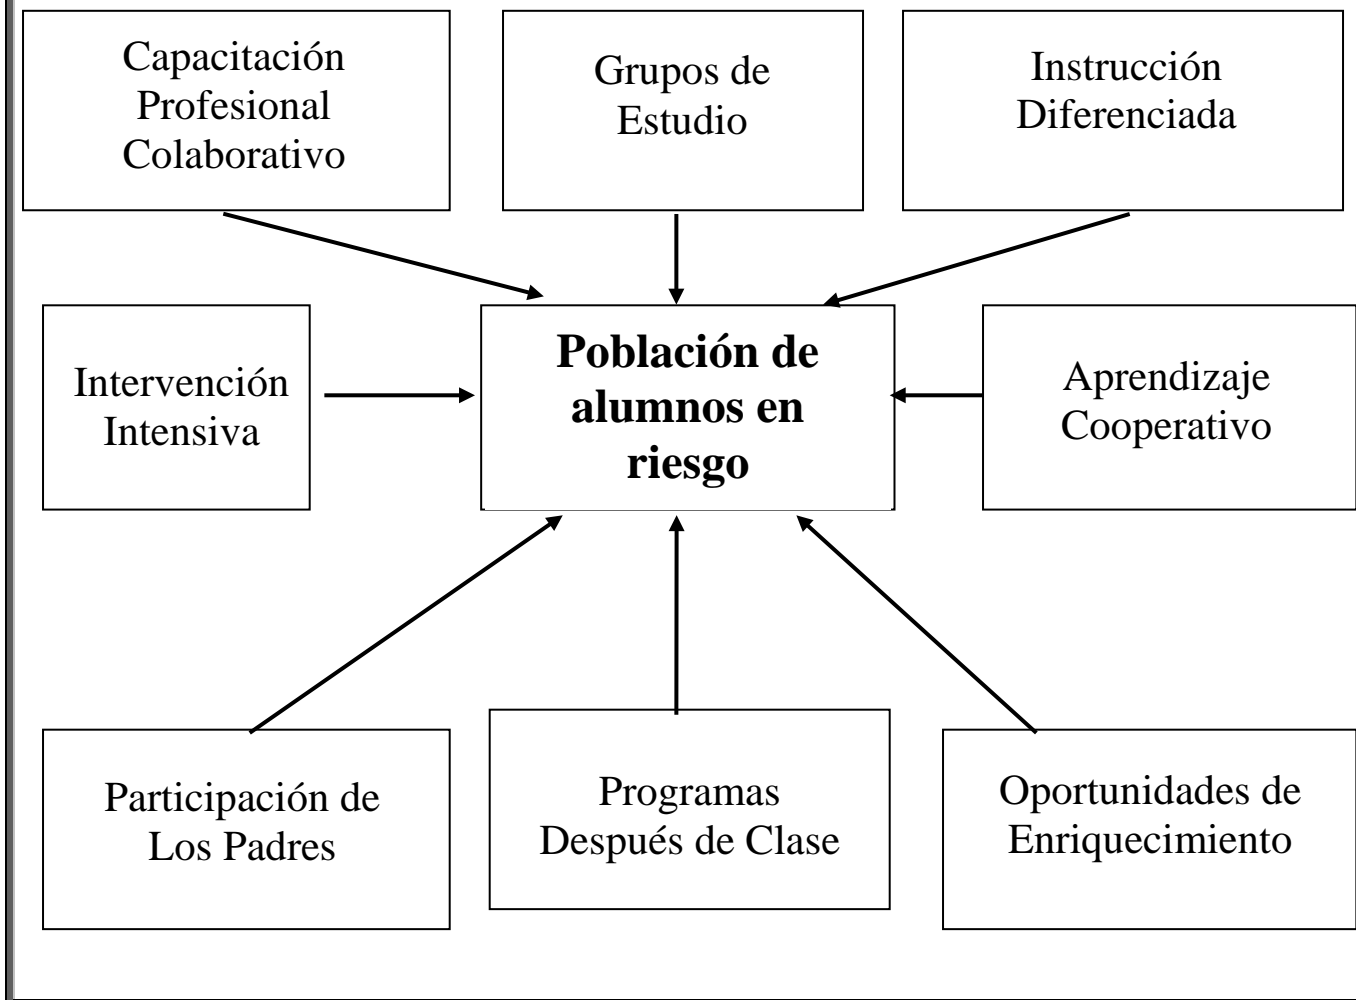 Capacitación
Profesional
Colaborativo
Grupos de
Estudio
Instrucción
Diferenciada
Intervención
Intensiva
Población de
alumnos en
riesgo
Aprendizaje
Cooperativo
Participación de
Los Padres
Programas
Después de Clase
Oportunidades de
Enriquecimiento